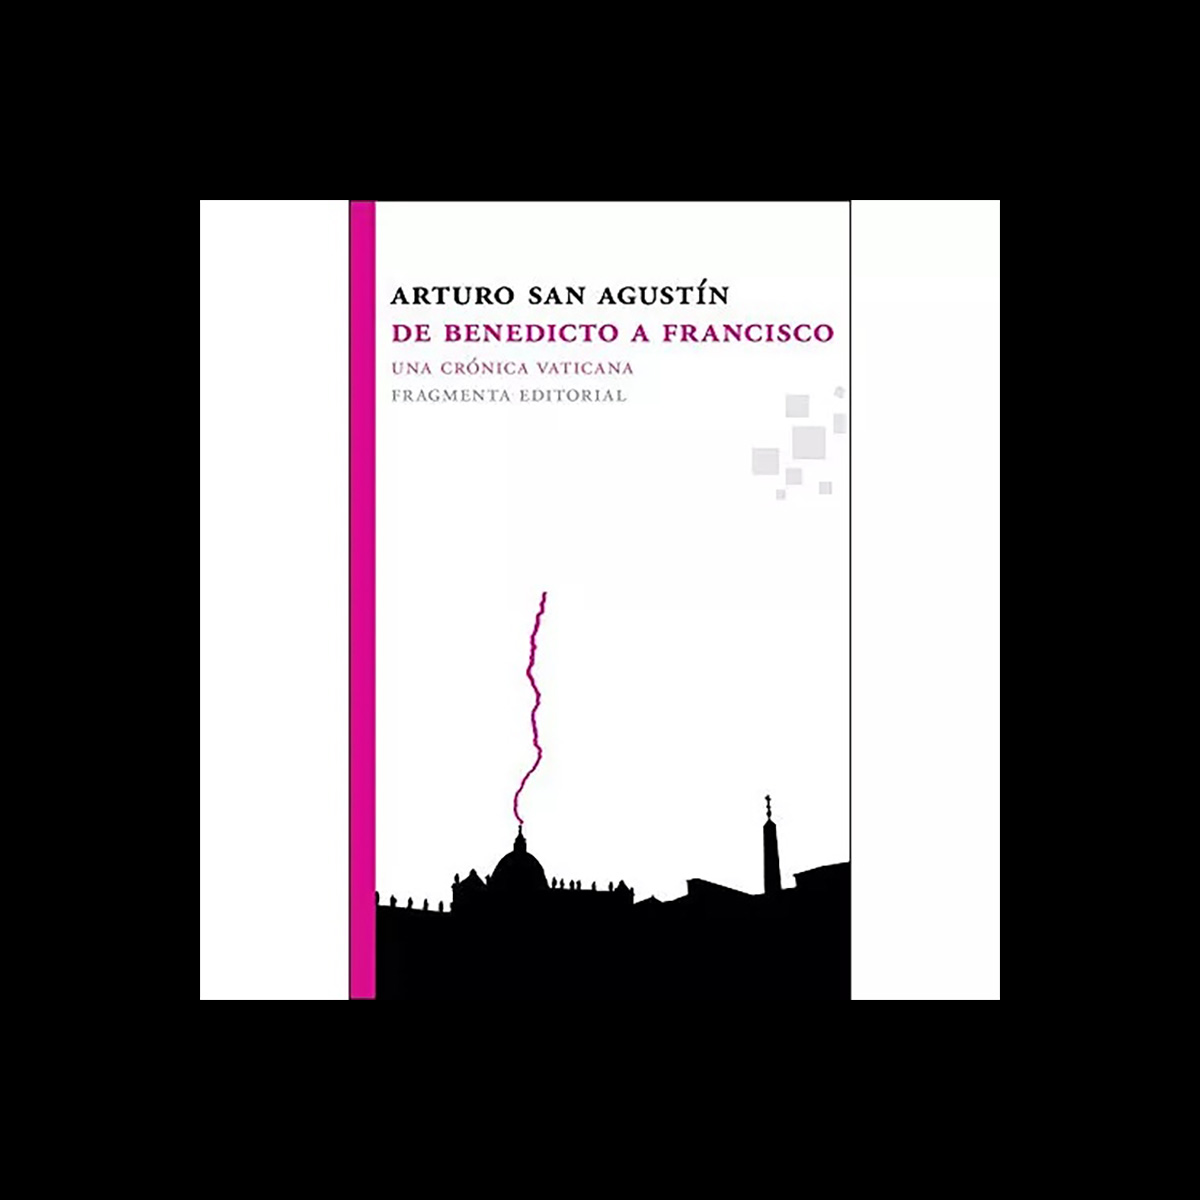 ARTURO SAN AGUSTÍN
DE BENEDICTO A FRANCISCO
UNA CRÓNICA VATICANA
FRAGMENTA EDITORIAL